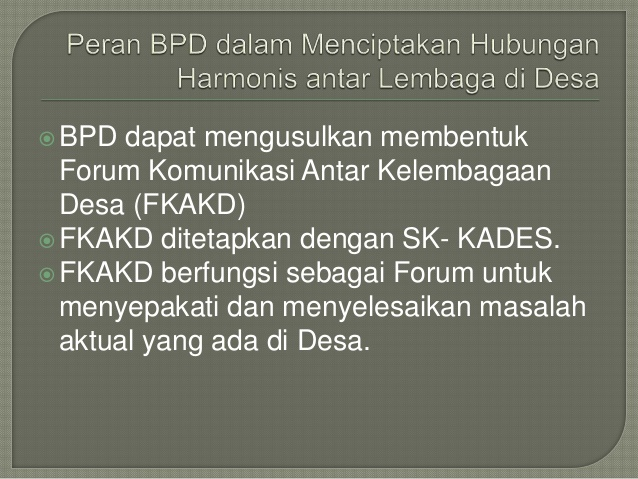 Peran BPD dalam Menciptakan Hubungan
Harmonis antar Lembaga di Desa
BPD dapat mengusulkan membentuk
Forum Komunikasi Antar Kelembagaan
Desa (FKAKD)
FKAKD ditetapkan dengan SK- KADES.
FKAKD berfungsi sebagai Forum untuk
menyepakati dan menyelesaikan masalah
aktual yang ada di Desa.